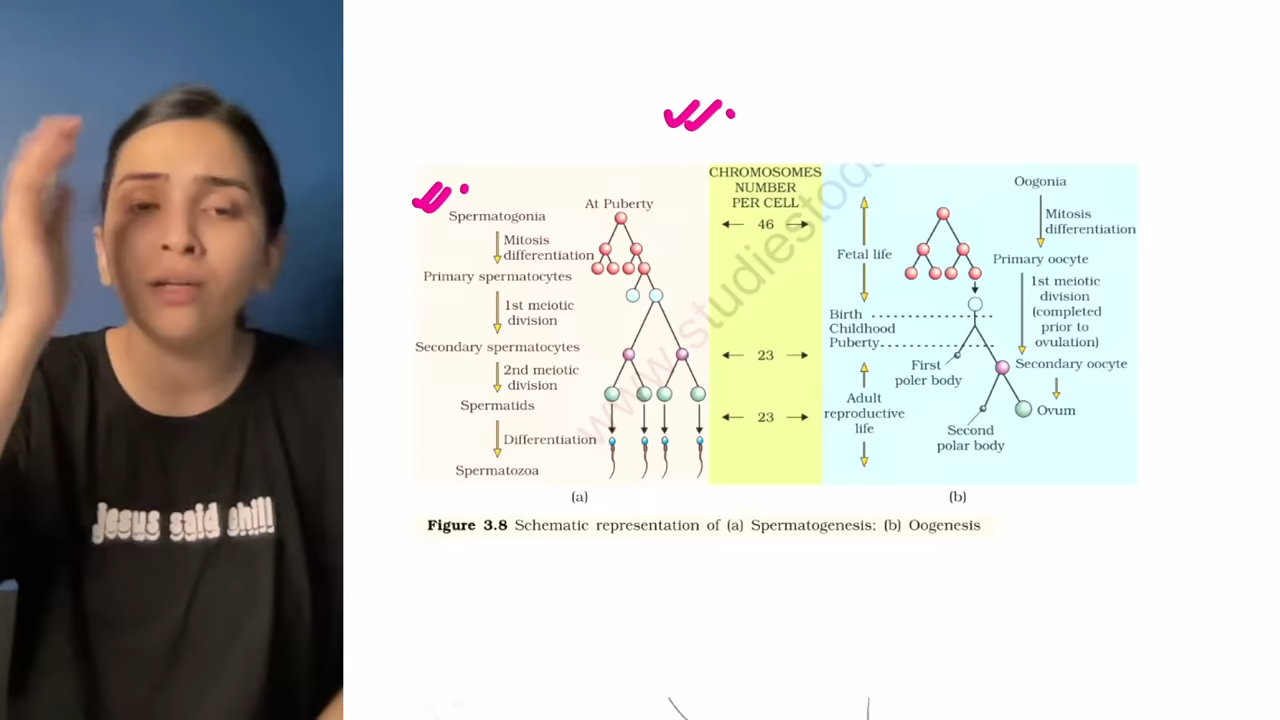 Jesus said chill
At Puberty
Spermatogonia
Mitosis
differentiation
Primary spermatocytes
1st meiotic
division
Secondary spermatocytes
2nd meiotic
division
Spermatids
Differentiation
Spermatozoa
(a)
CHROMOSOMES
NUMBER
PER CELL
46
23
23
Fetal life
Birth
Childhood
Puberty
Adult
reproductive
life
Oogonia
Mitosis
differentiation
Primary oocyte
1st meiotic
division
(completed
prior to
ovulation)
First
poler body
Secondary oocyte
Ovum
Second
polar body
(b)
www.studiestoda
Figure 3.8 Schematic representation of (a) Spermatogenesis; (b) Oogenesis